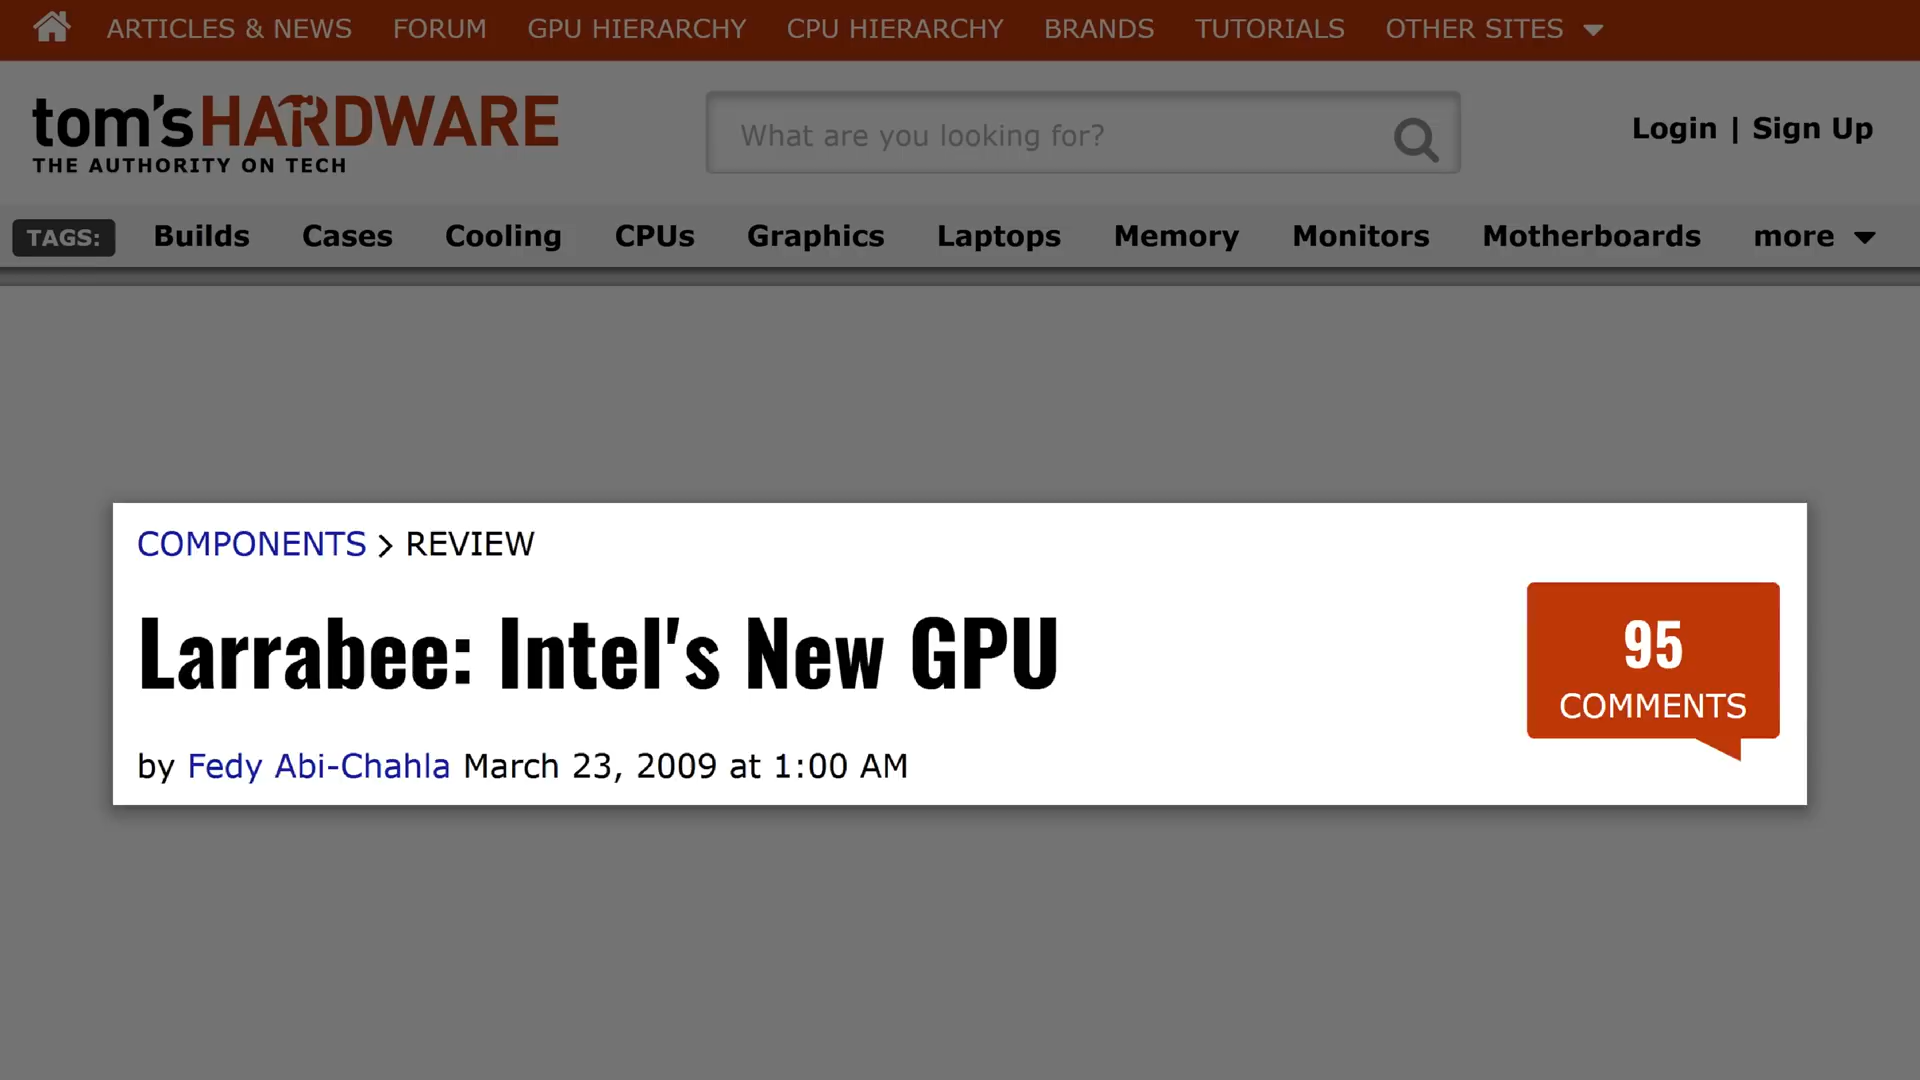 ARTICLES & NEWS FORUM GPU HIERARCHY CPU HIERARCHY BRANDS TUTORIALS OTHER SITES
tom's HARDWARE
THE AUTHORITY ON TECH
What are you looking for?
Login | Sign Up
TAGS: Builds Cases Cooling CPUs Graphics Laptops Memory Monitors Motherboards more
COMPONENTS > REVIEW
Larrabee: Intel's New GPU
95
COMMENTS
by Fedy Abi-Chahla March 23, 2009 at 1:00 AM